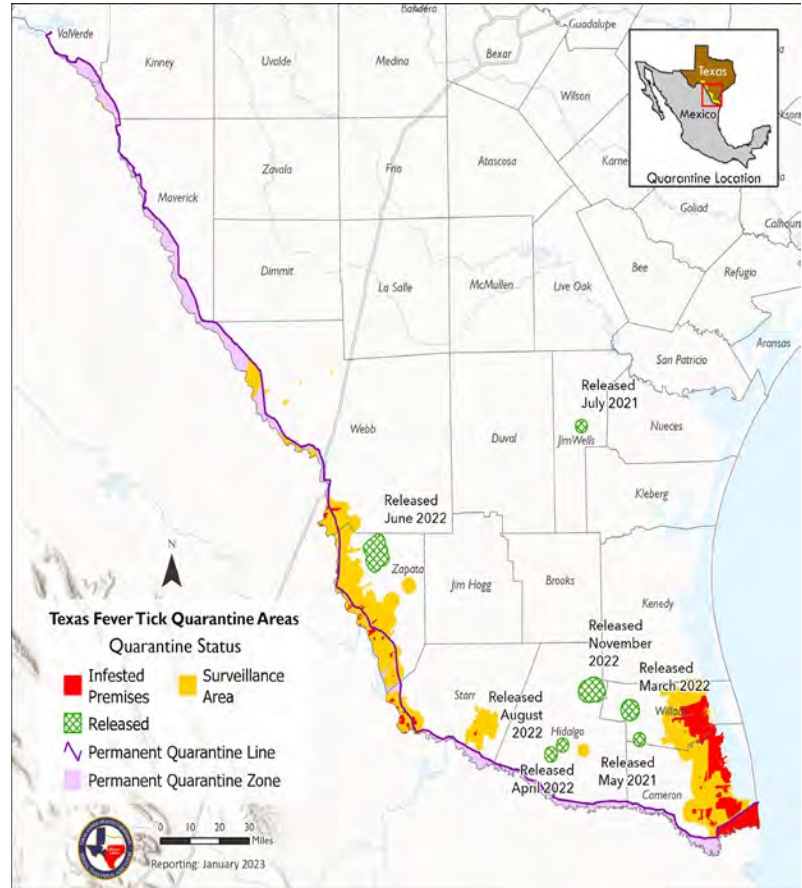 Bandera
Guadalupe
ValVerde
Kinney
Uvalde
Medina
Bexar
Wilson
Texas
Mexico
Quarantine Location
Maverick
Zavala
Frio
Atascosa
Karne
Goliad
Calhoun
Dimmit
La Salle
McMullen
Live Oak
Bee
Refugio
Aransas
San Patricio
Released
July 2021
Webb
Duval
Jim Wells
Nueces
Kleberg
Released
June 2022
N
Zapata
Jim Hogg
Brooks
Kenedy
Texas Fever Tick Quarantine Areas
Quarantine Status
Infested
Premises
Surveillance
Area
Released
Permanent Quarantine Line
Permanent Quarantine Zone
Released
November
2022
Released
March 2022
Starr
Released
August
2022
Hidalgo
Willacy
Released
April 2022
Released
May 2021
Cameron
0 10 20 30
Miles
Reporting: January 2023